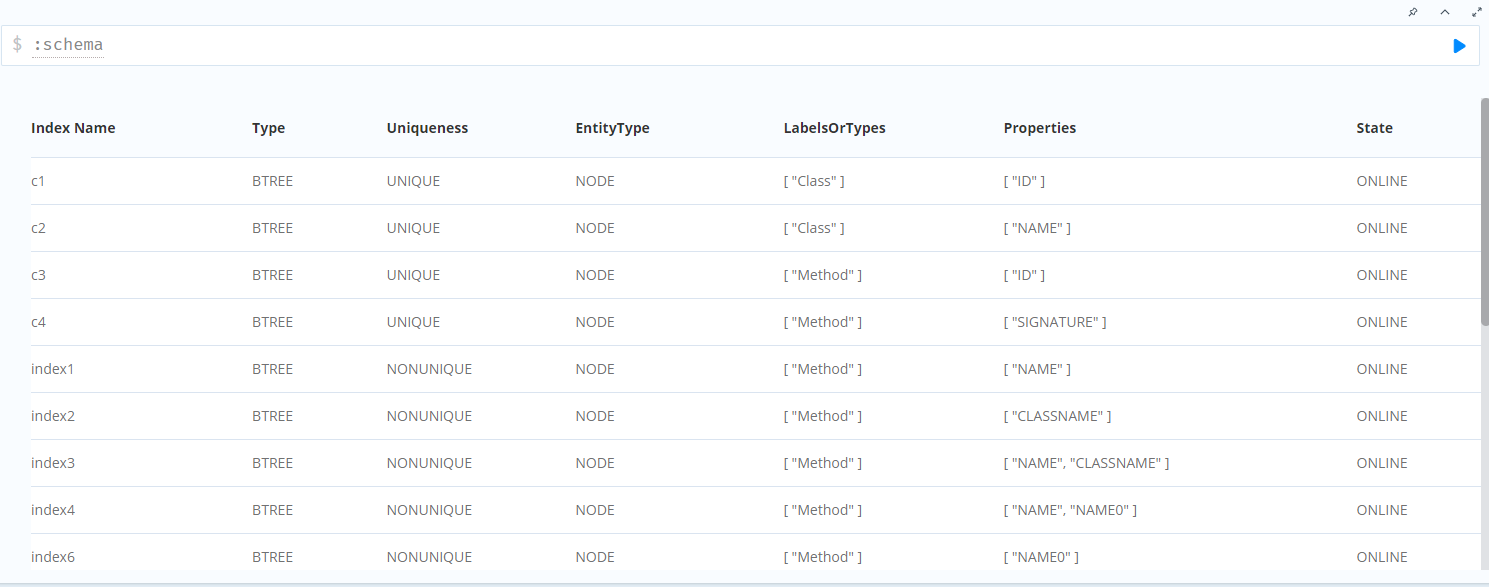 $ :schema
Index Name Type Uniqueness EntityType LabelsOrTypes Properties State
c1 BTREE UNIQUE NODE [ "Class" ] [ "ID" ] ONLINE
c2 BTREE UNIQUE NODE [ "Class" ] [ "NAME" ] ONLINE
c3 BTREE UNIQUE NODE [ "Method" ] [ "ID" ] ONLINE
c4 BTREE UNIQUE NODE [ "Method" ] [ "SIGNATURE" ] ONLINE
index1 BTREE NONUNIQUE NODE [ "Method" ] [ "NAME" ] ONLINE
index2 BTREE NONUNIQUE NODE [ "Method" ] [ "CLASSNAME" ] ONLINE
index3 BTREE NONUNIQUE NODE [ "Method" ] [ "NAME", "CLASSNAME" ] ONLINE
index4 BTREE NONUNIQUE NODE [ "Method" ] [ "NAME", "NAME0" ] ONLINE
index6 BTREE NONUNIQUE NODE [ "Method" ] [ "NAME0" ] ONLINE